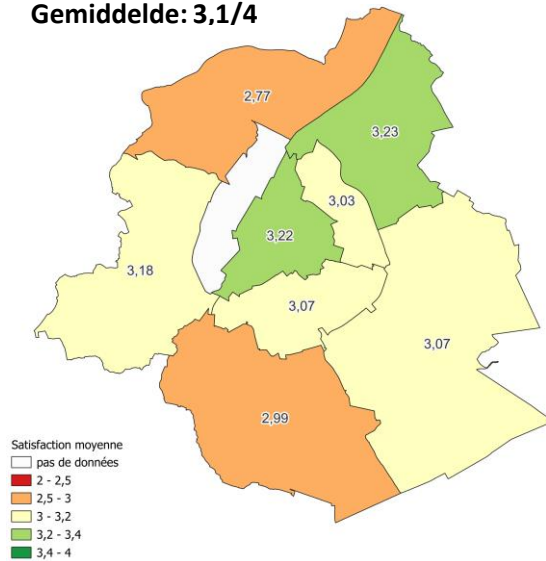 Gemiddelde: 3,1/4
2,77
3,23
3,03
3,22
3,18
3,07
3,07
2,99
Satisfaction moyenne
pas de données
2 - 2,5
2,5 - 3
3 - 3,2
3,2 - 3,4
3,4 - 4